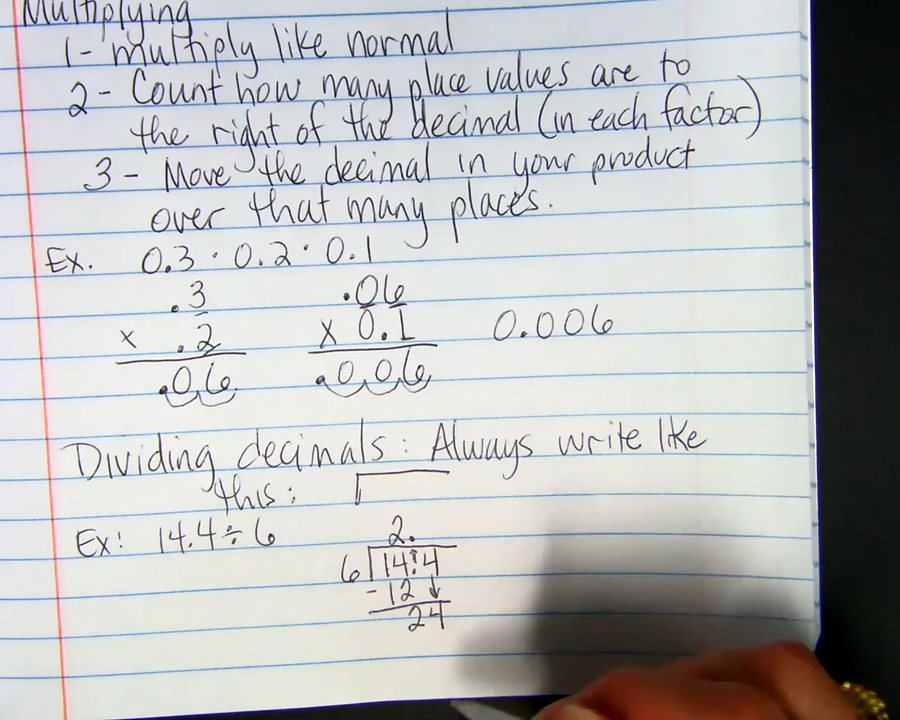 Multiplying
1- multiply like normal
2- Count how many place values are to
the right of the decimal (in each factor)
3- Move the decimal in your product
over that many places.
Ex. 0.3 · 0.2 · 0.1
.3 .06
x .2 x 0.1 0.006
.06 .006
Dividing decimals: Always write like
this:
Ex: 14.4 ÷ 6 2.
6 14.4
-12
24